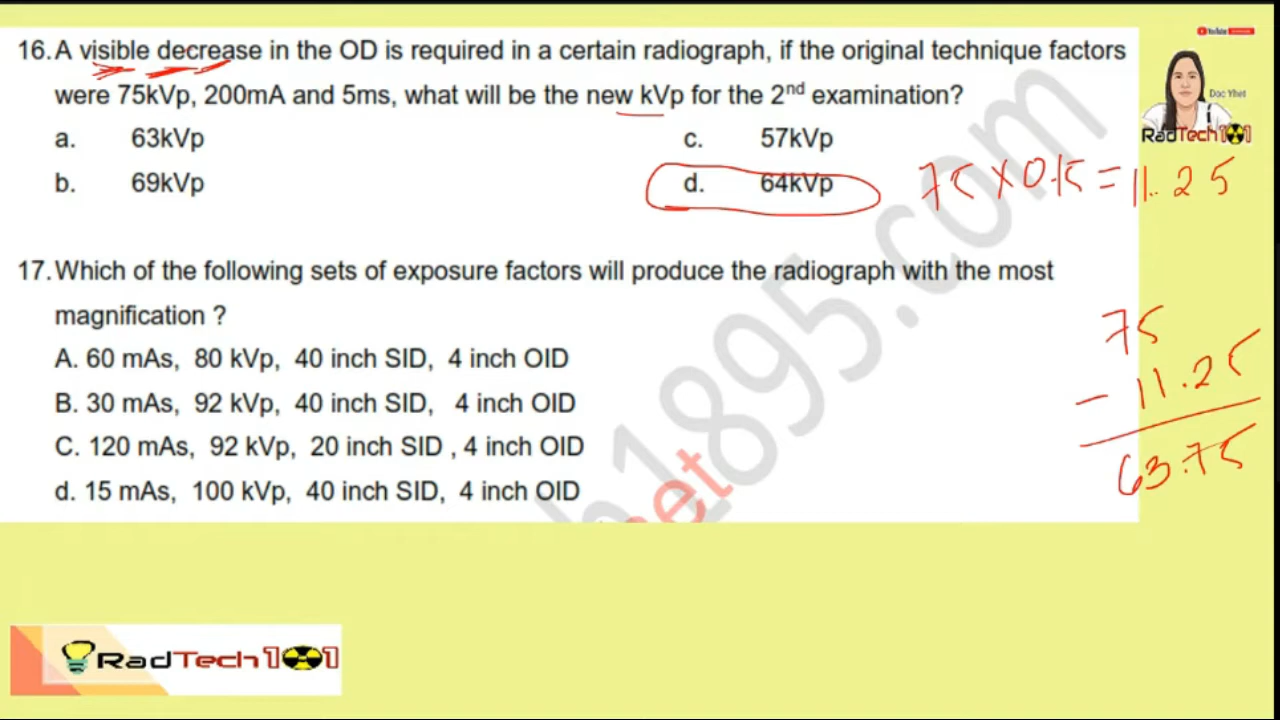 16. A visible decrease in the OD is required in a certain radiograph, if the original technique factors
were 75kVp, 200mA and 5ms, what will be the new kVp for the 2nd examination?
a. 63kVp c. 57kVp
b. 69kVp d. 64kVp
75 X 0.15 = 11.25
17. Which of the following sets of exposure factors will produce the radiograph with the most
magnification ?
A. 60 mAs, 80 kVp, 40 inch SID, 4 inch OID
B. 30 mAs, 92 kVp, 40 inch SID, 4 inch OID
C. 120 mAs, 92 kVp, 20 inch SID , 4 inch OID
d. 15 mAs, 100 kVp, 40 inch SID, 4 inch OID
75
- 11.25
63.75
YouTube
Doc Yhet
RadTech101
h1895.com
et
RadTech101